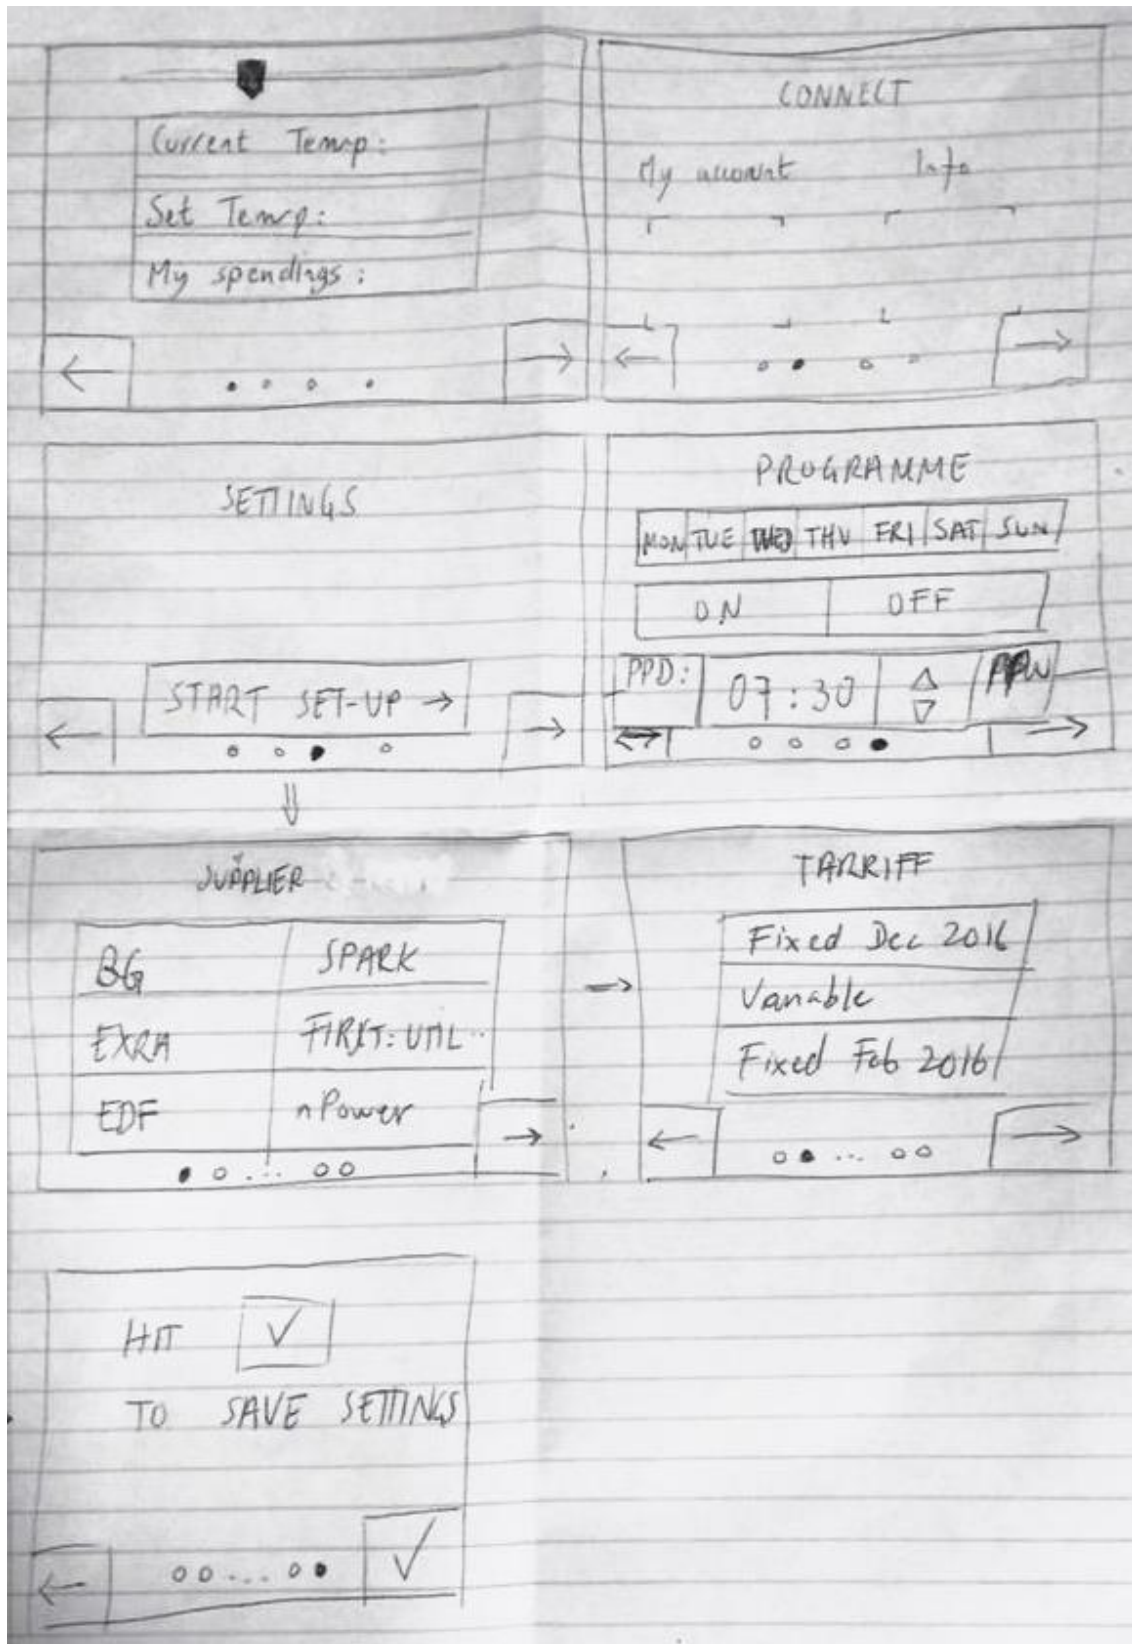 Current Temp:
Set Temp:
My spendings:
CONNECT
My account Info
SETTINGS
START SET-UP →
PROGRAMME
MON TUE WED THU FRI SAT SUN
ON OFF
PPD: 07:30 PPW
SUPPLIER
BG SPARK
EXRA FIRST:UTIL..
EDF nPower
TARRIFF
Fixed Dec 2016
Variable
Fixed Feb 2016
HIT ✓
TO SAVE SETTINGS